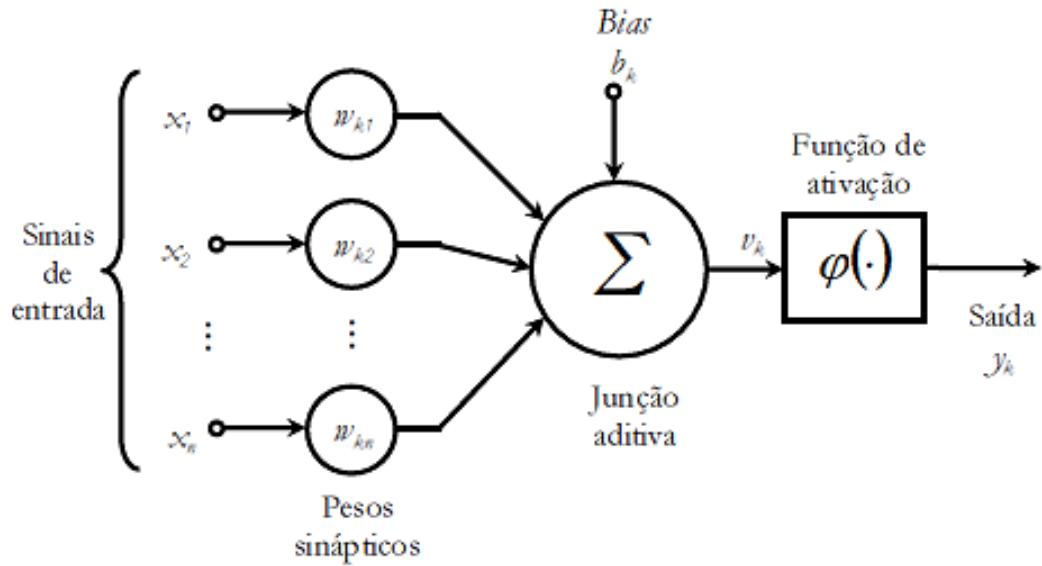 Bias
b_k
x_1
w_k1
Função de
ativação
Sinais
de
entrada
x_2
w_k2
∑
v_k
φ(·)
⋮
⋮
Saída
y_k
x_n
w_kn
Junção
aditiva
Pesos
sinápticos